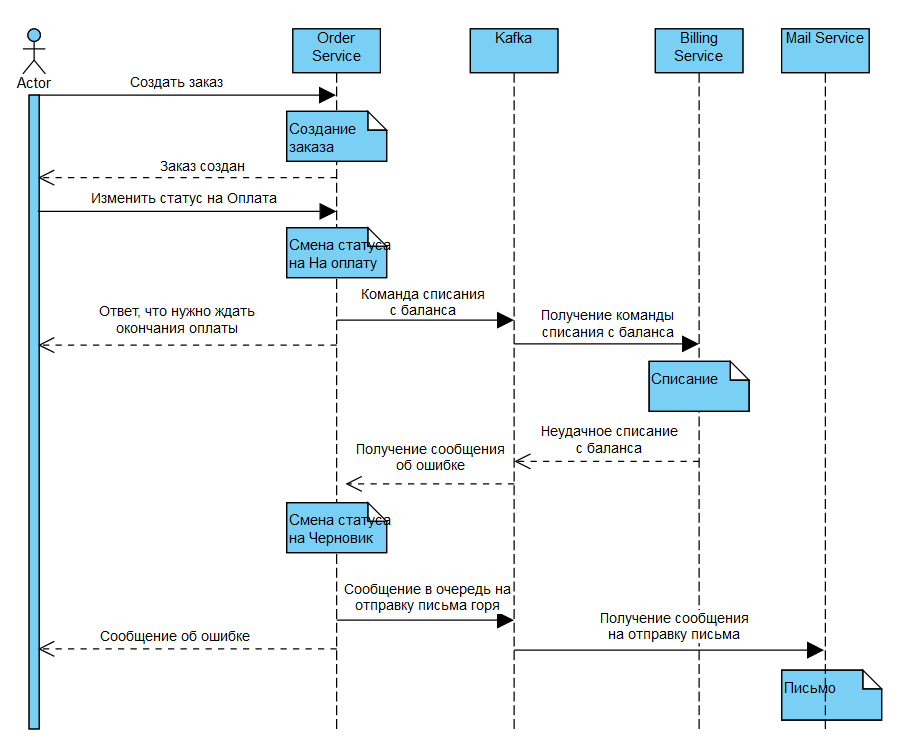 Actor
Order
Service
Kafka
Billing
Service
Mail Service
Создать заказ
Создание
заказа
Заказ создан
Изменить статус на Оплата
Смена статуса
на На оплату
Команда списания
с баланса
Ответ, что нужно ждать
окончания оплаты
Получение команды
списания с баланса
Списание
Неудачное списание
с баланса
Получение сообщения
об ошибке
Смена статуса
на Черновик
Сообщение в очередь на
отправку письма горя
Сообщение об ошибке
Получение сообщения
на отправку письма
Письмо